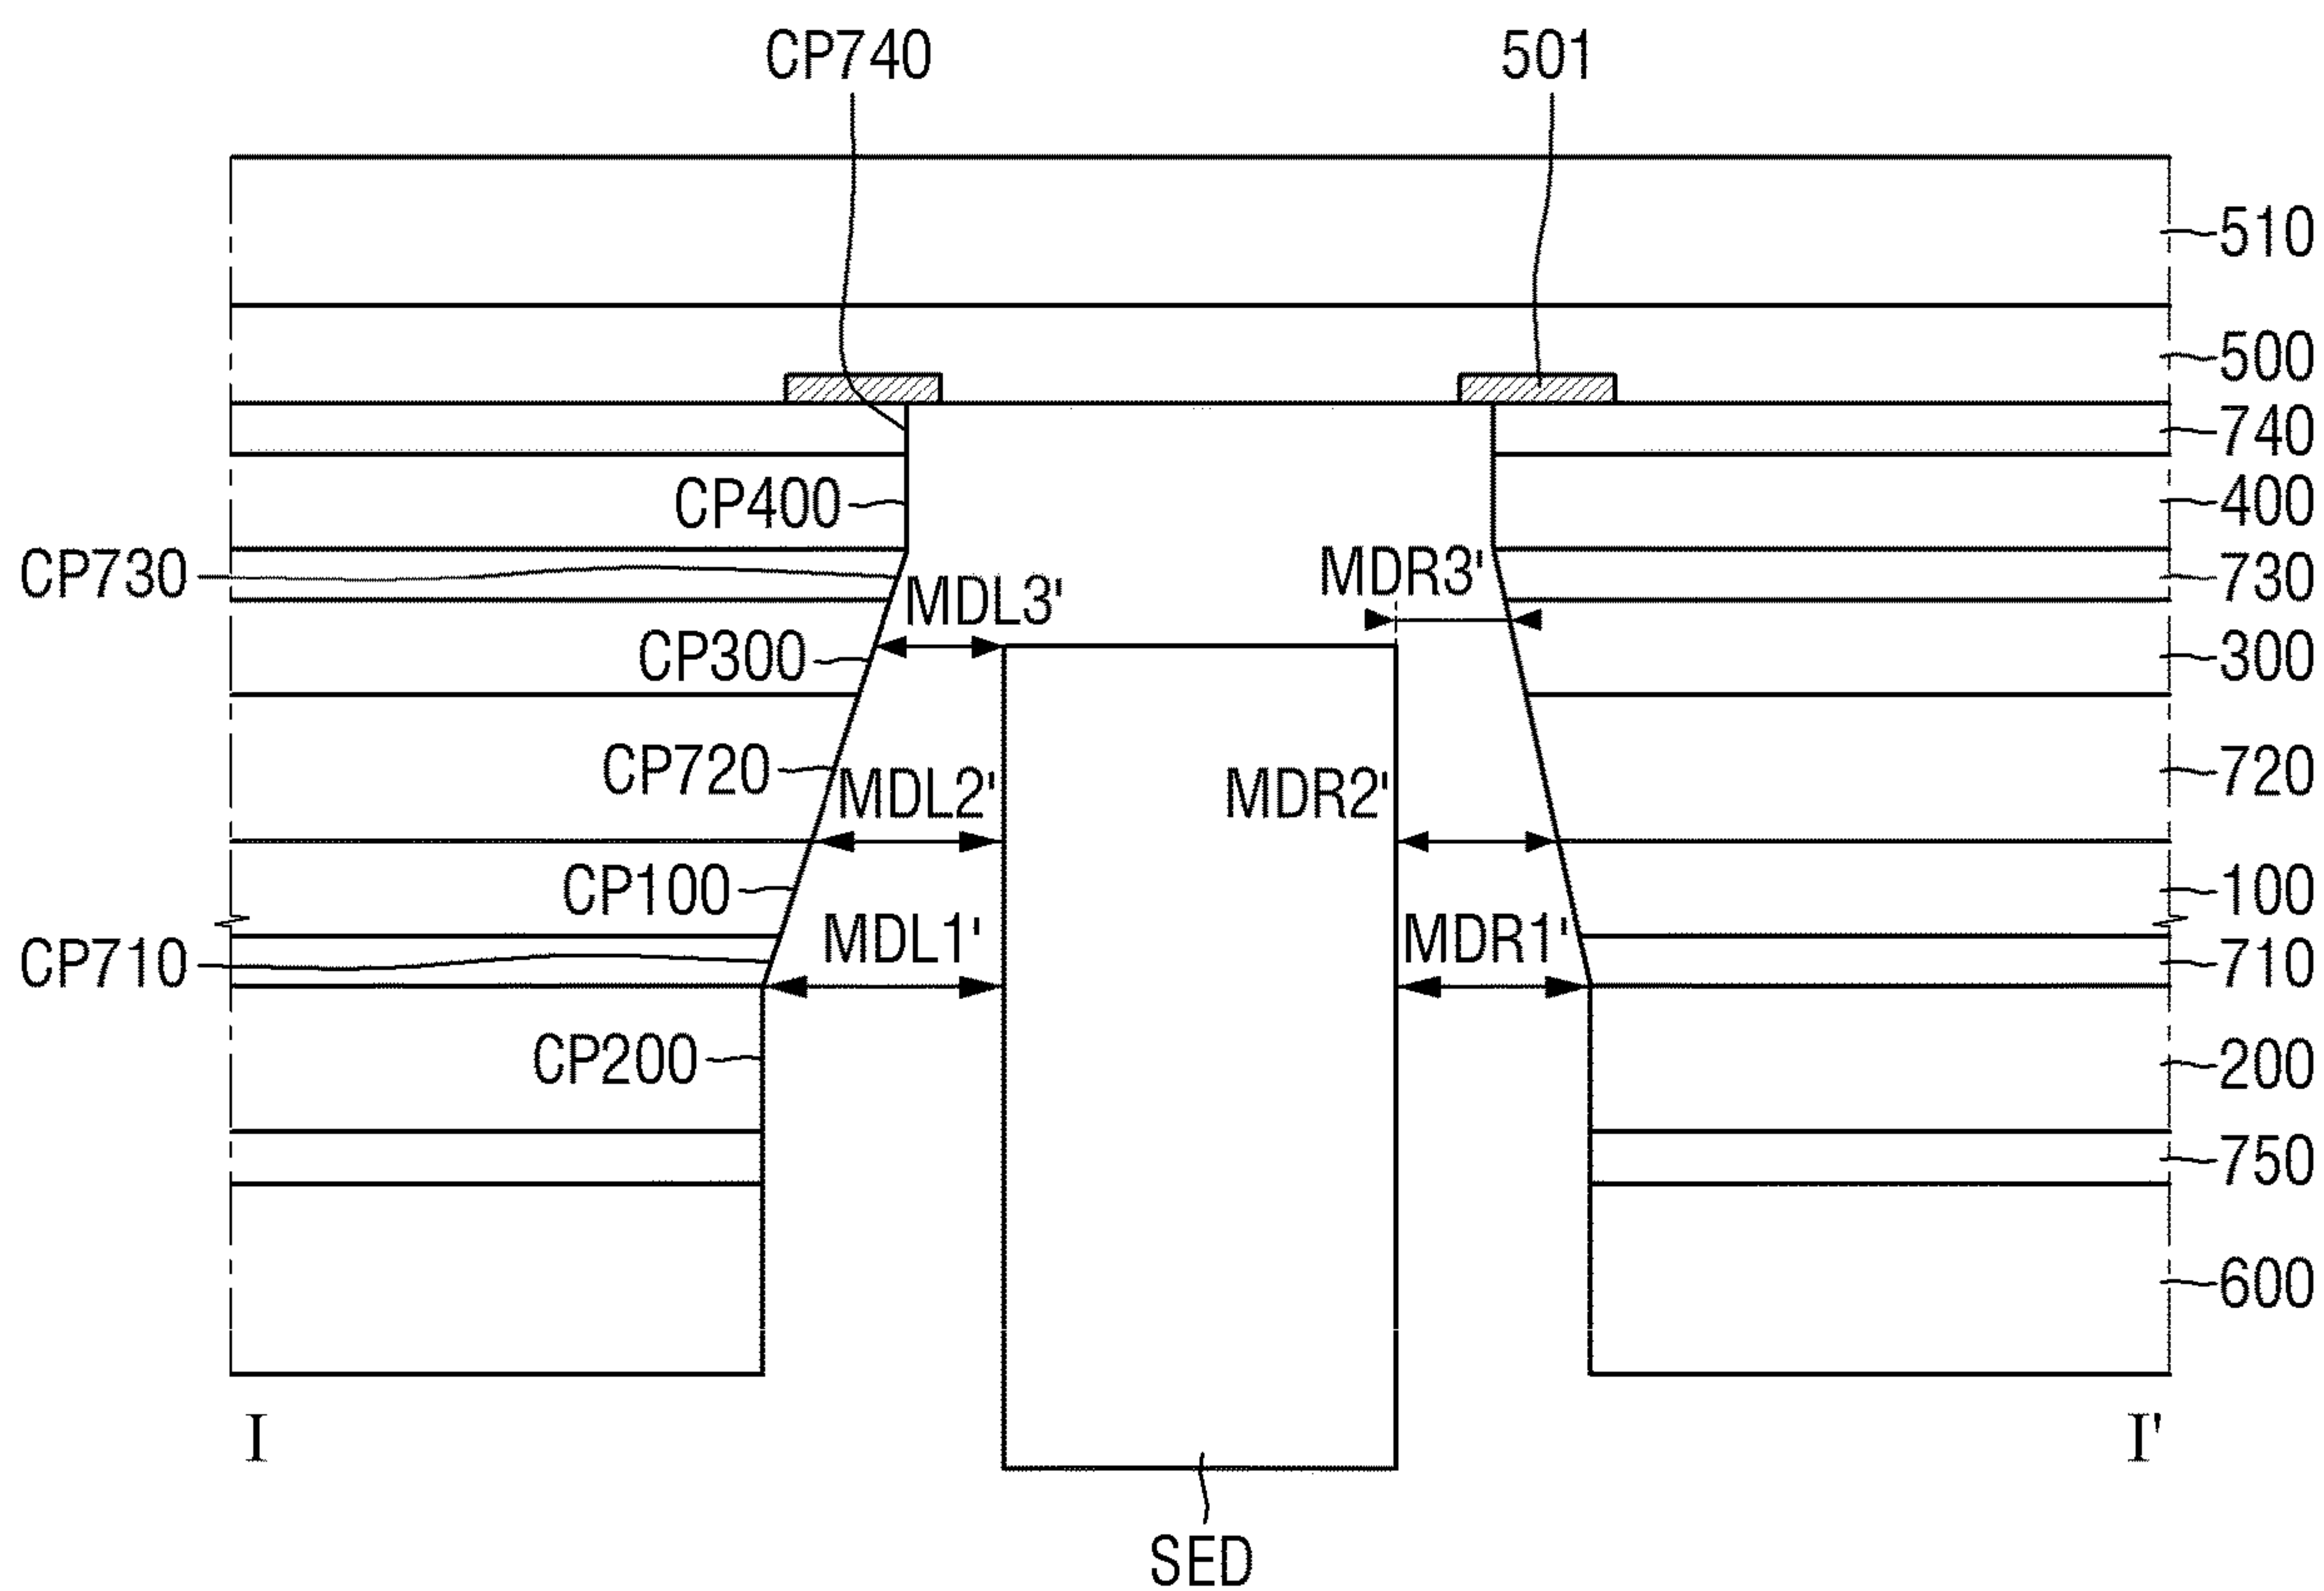 CP740 501
510
500
740
CP400 400
CP730 MDL3' MDR3' 730
CP300 300
CP720 MDL2' MDR2' 720
CP100 100
CP710 MDL1' MDR1' 710
CP200 200
750
600
I I'
SED